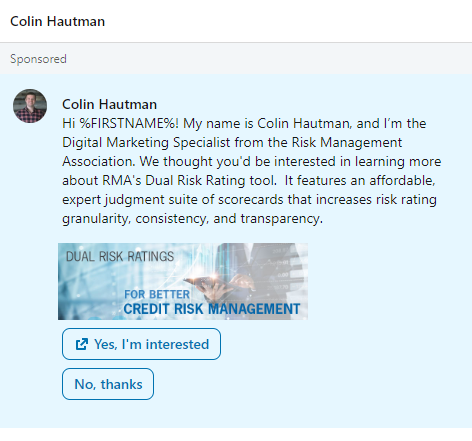 Colin Hautman
Sponsored
Colin Hautman
Hi %FIRSTNAME%! My name is Colin Hautman, and I’m the
Digital Marketing Specialist from the Risk Management
Association. We thought you’d be interested in learning more
about RMA's Dual Risk Rating tool.  It features an affordable,
expert judgment suite of scorecards that increases risk rating
granularity, consistency, and transparency.
DUAL RISK RATINGS
FOR BETTER
CREDIT RISK MANAGEMENT
Yes, I'm interested
No, thanks